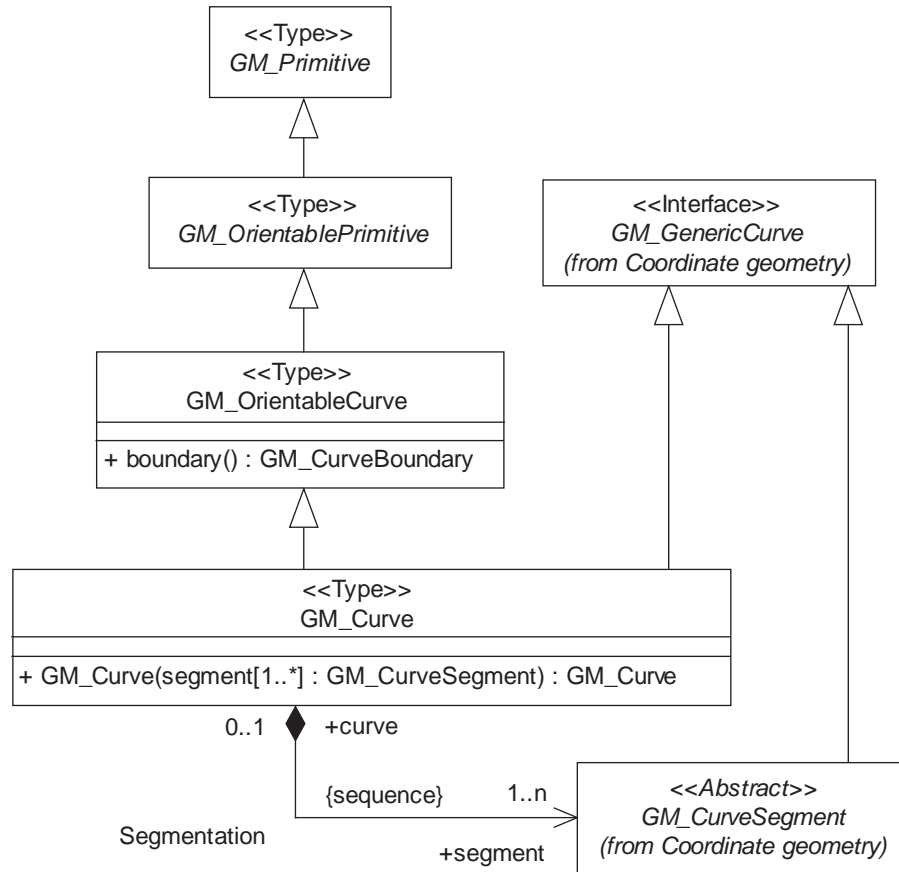 <<Type>>
GM_Primitive
<<Type>>
GM_OrientablePrimitive
<<Interface>>
GM_GenericCurve
(from Coordinate geometry)
<<Type>>
GM_OrientableCurve
+ boundary() : GM_CurveBoundary
<<Type>>
GM_Curve
+ GM_Curve(segment[1..*] : GM_CurveSegment) : GM_Curve
0..1
+curve
{sequence}
1..n
Segmentation
+segment
<<Abstract>>
GM_CurveSegment
(from Coordinate geometry)